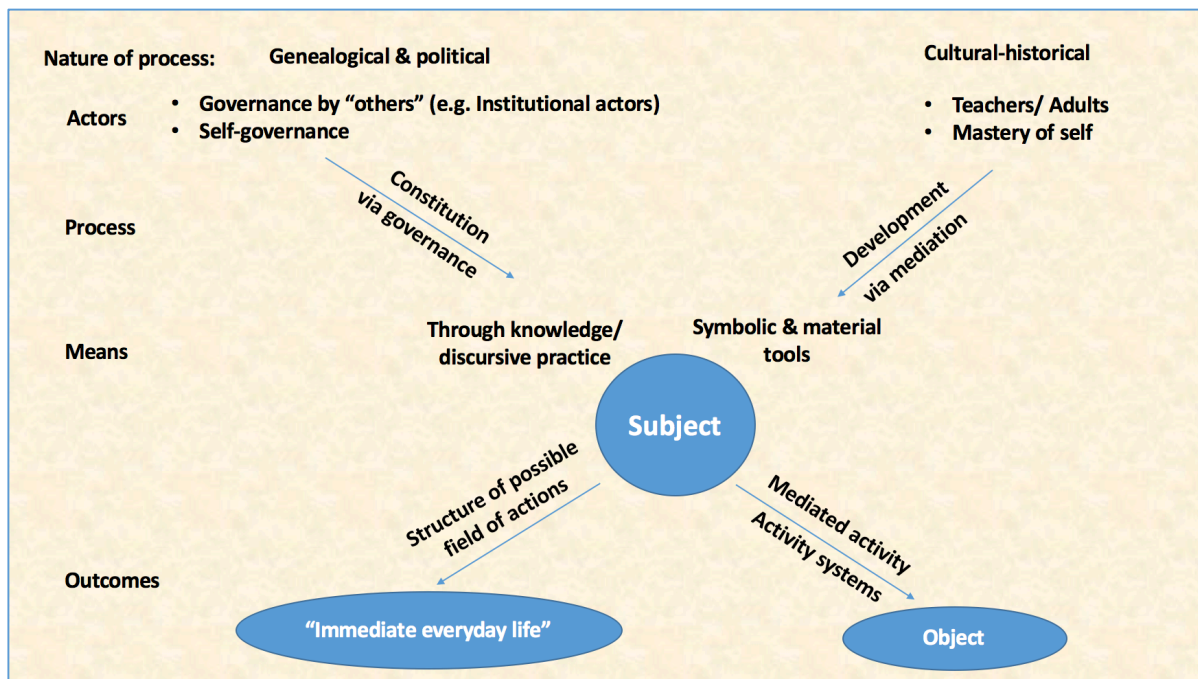 Nature of process:
Genealogical & political
Cultural-historical
Actors
• Governance by “others” (e.g. Institutional actors)
• Self-governance
• Teachers/ Adults
• Mastery of self
Process
Constitution
via governance
Development
via mediation
Means
Through knowledge/
discursive practice
Symbolic & material
tools
Subject
Structure of possible
field of actions
Mediated activity
Activity systems
Outcomes
“Immediate everyday life”
Object